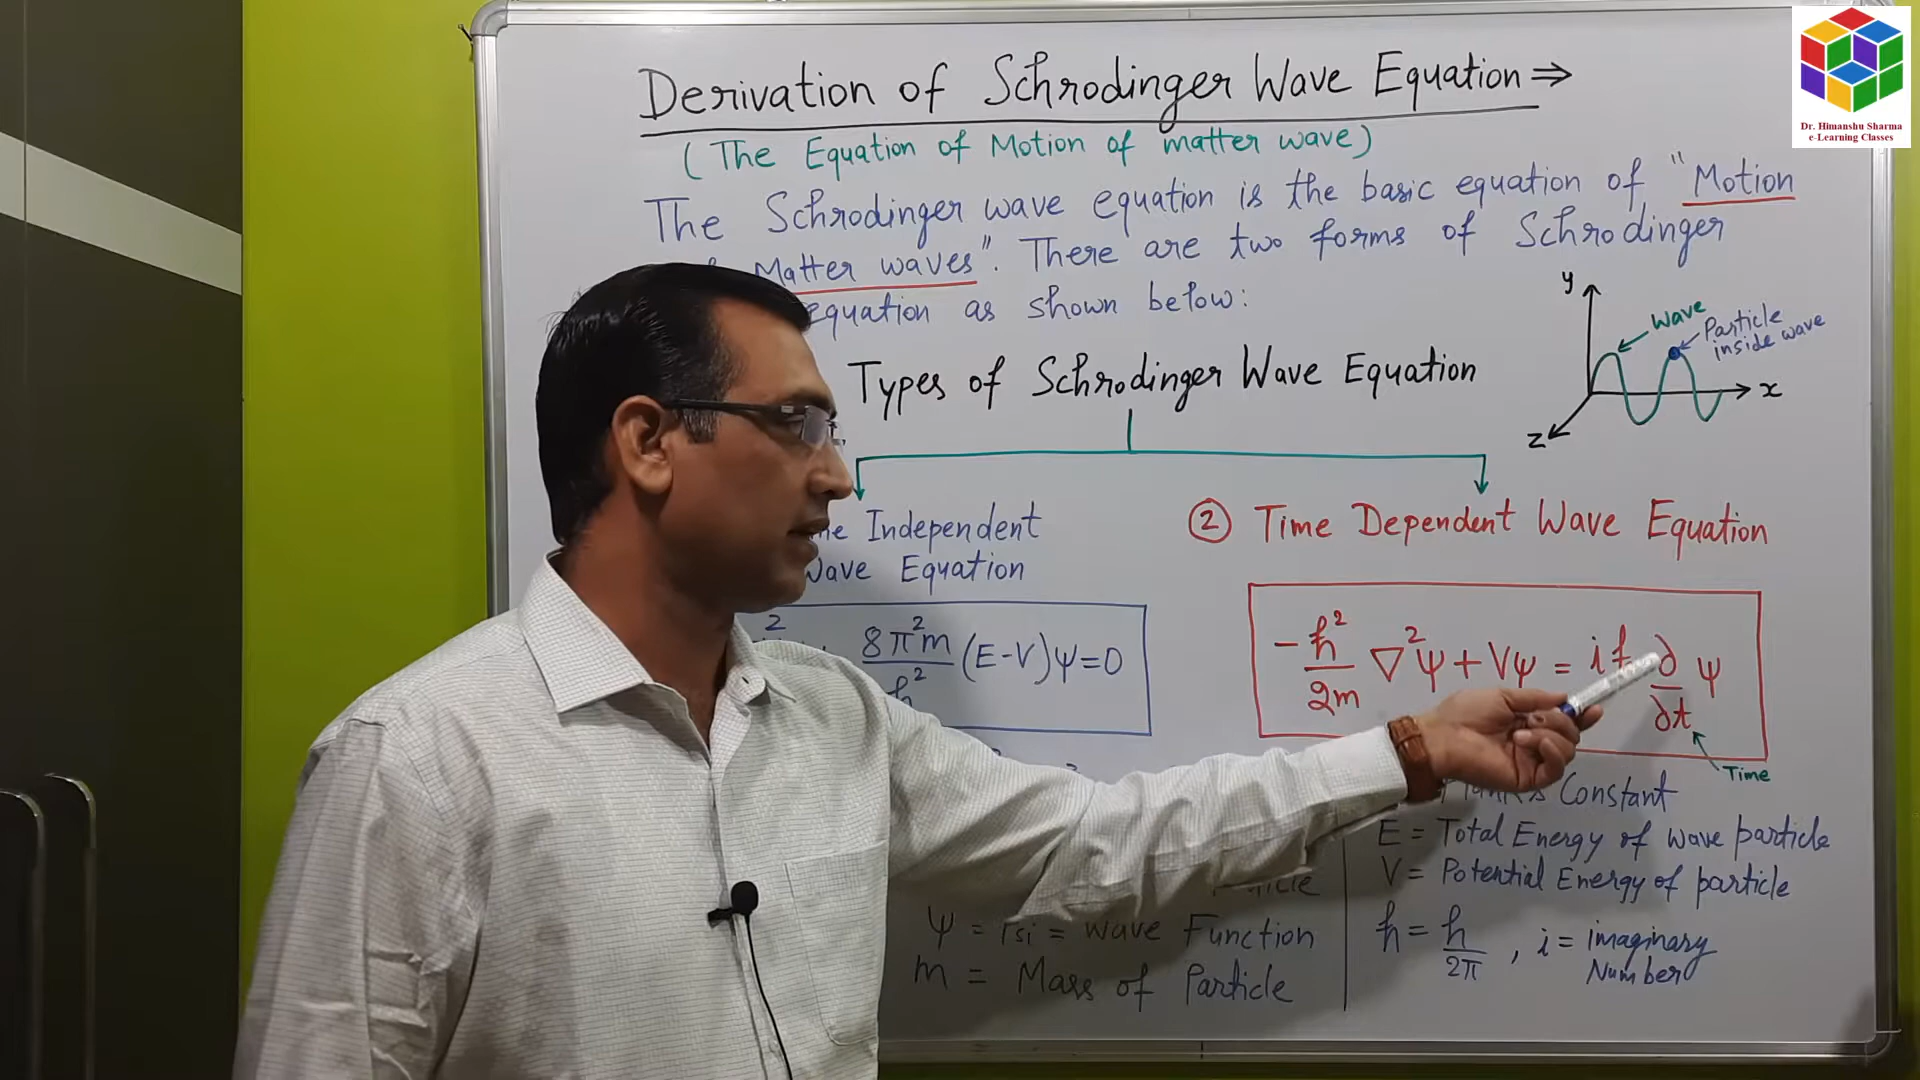 Derivation of Schrodinger Wave Equation ⇒
(The Equation of Motion of matter wave)
The Schrodinger wave equation is the basic equation of "Motion
Matter waves". There are two forms of Schrodinger
equation as shown below:
Types of Schrodinger Wave Equation
y
Wave
Particle
inside wave
x
z
Independent
Wave Equation
② Time Dependent Wave Equation
8π²m (E-V)ψ=0
-ħ²/2m ∇²ψ + Vψ = iħ ∂/∂t ψ
Time
Constant
E = Total Energy of wave particle
V = Potential Energy of particle
ψ = Psi = wave Function
m = Mass of Particle
ħ = h/2π , i = imaginary
Number
Dr. Himanshu Sharma
e-Learning Classes